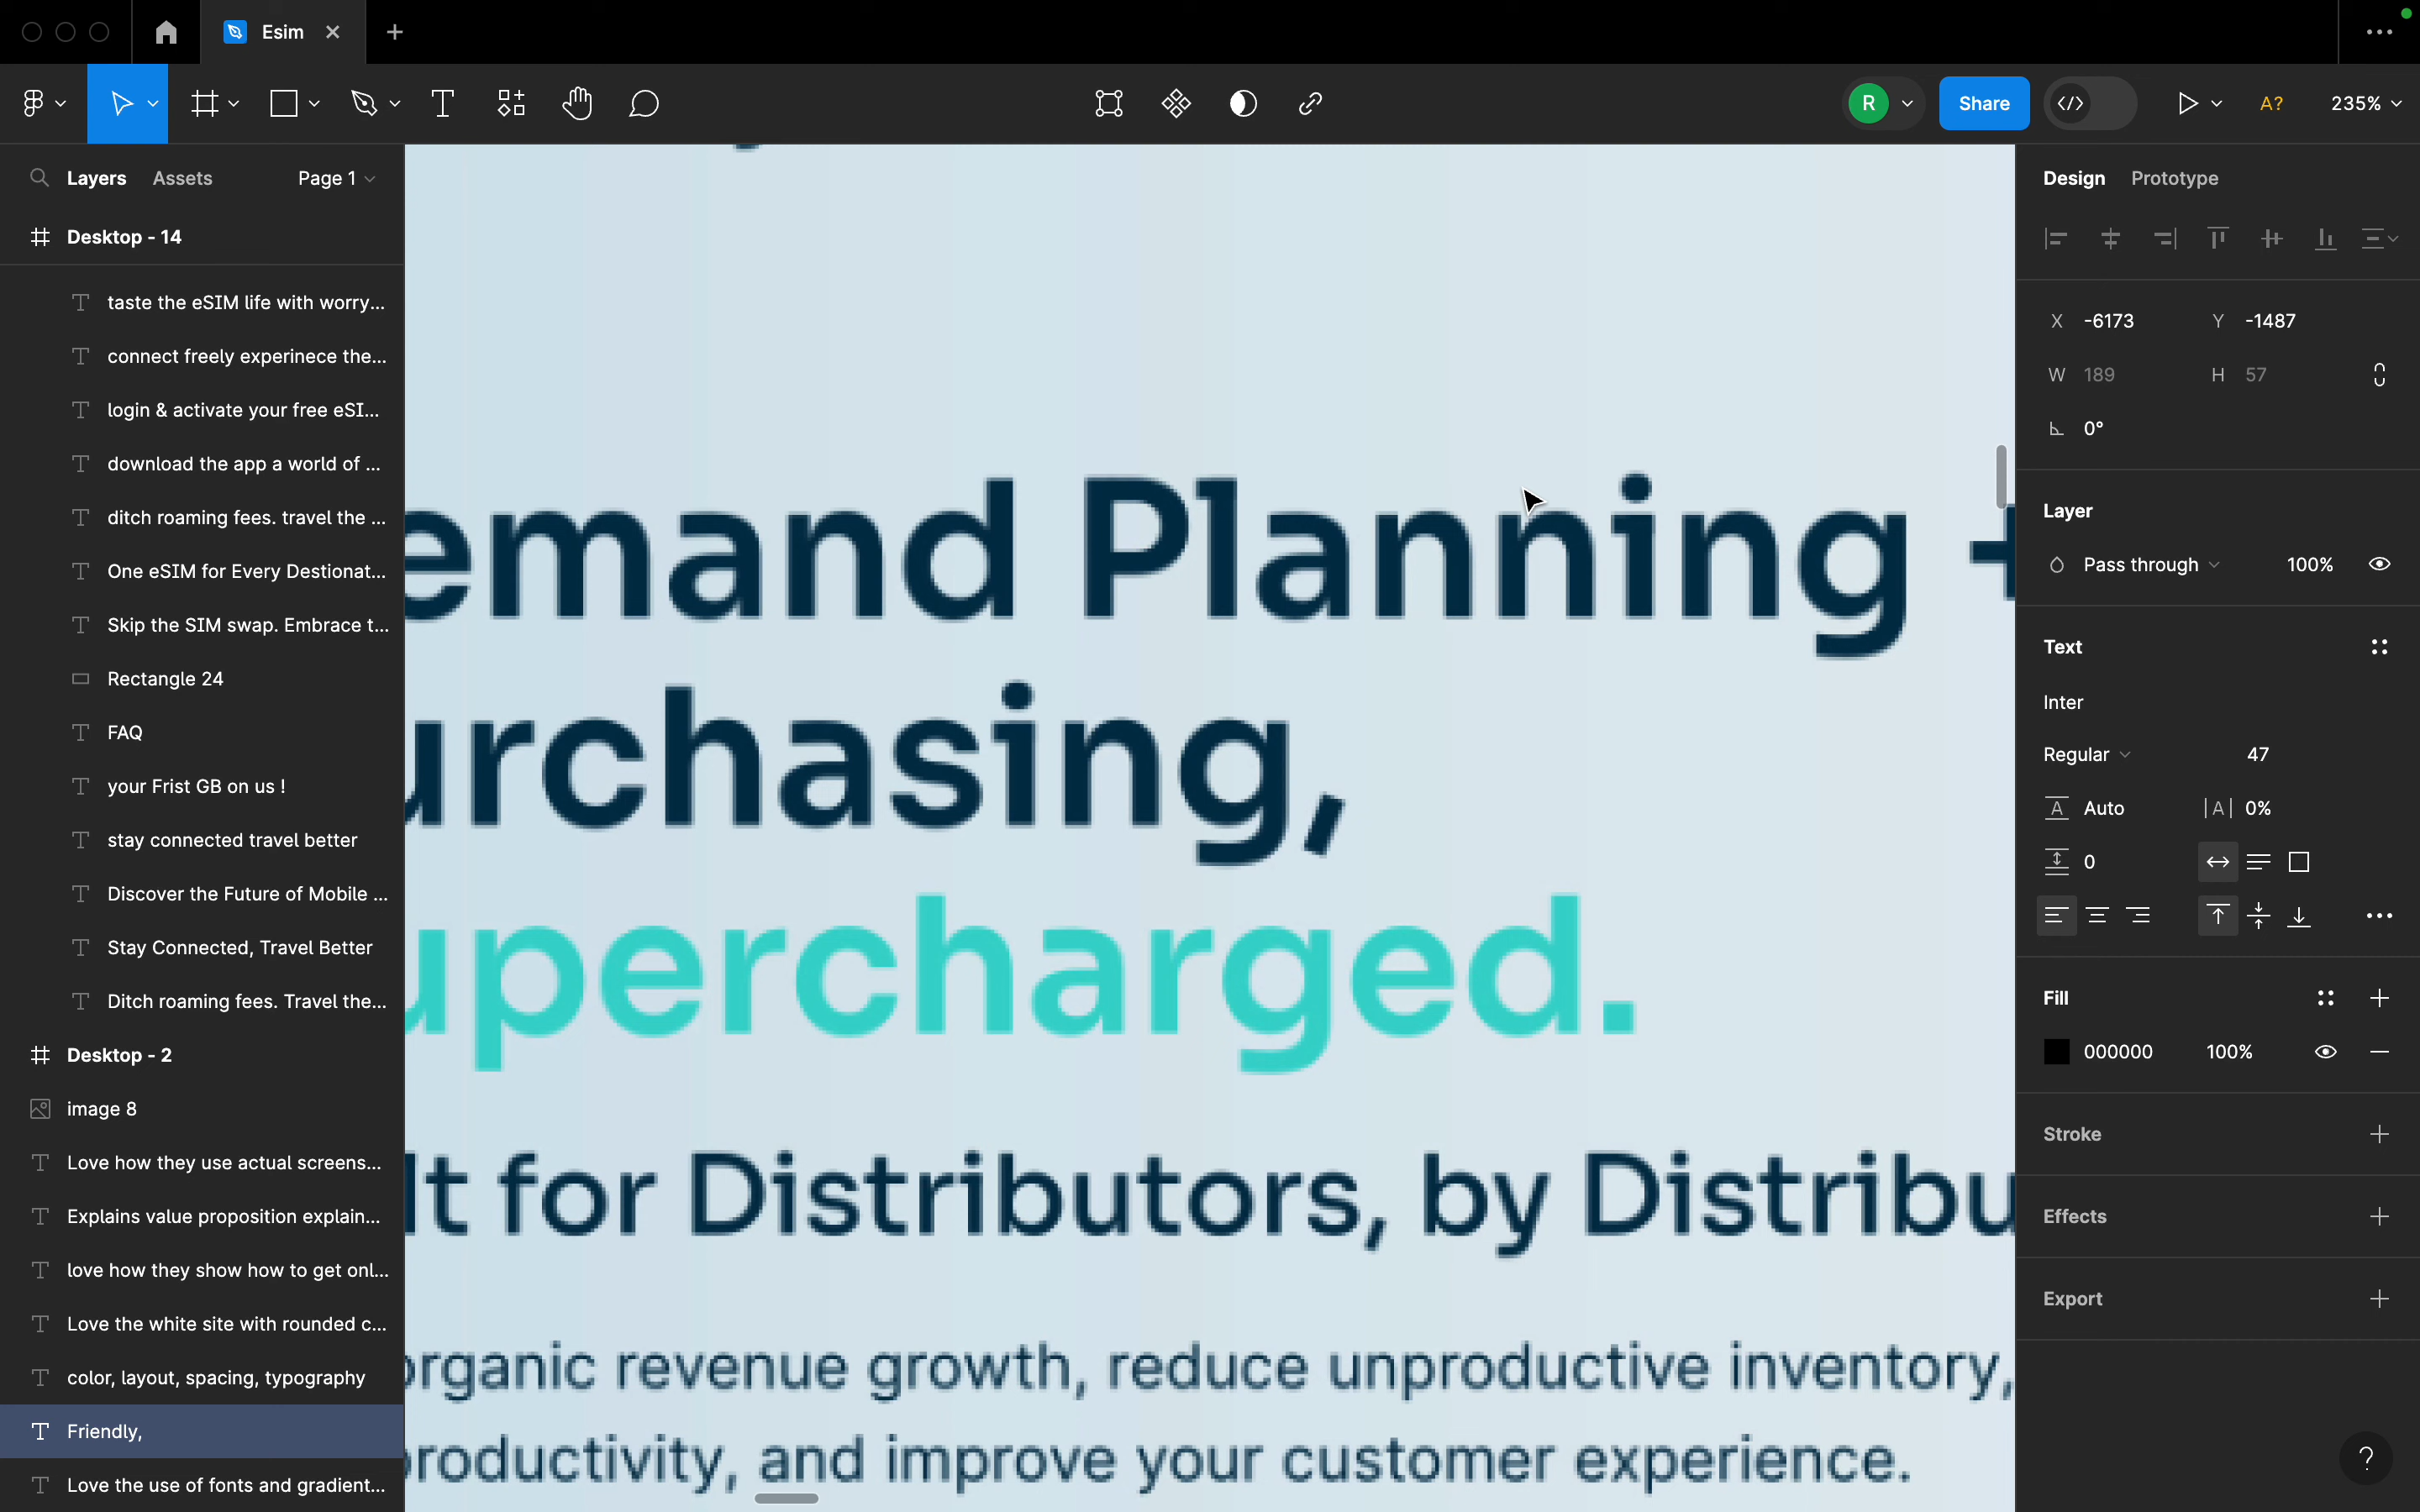 Esim
R
Share
A?
235%
Layers
Assets
Page 1
Design
Prototype
Desktop - 14
taste the eSIM life with worry...
connect freely experinece the...
login & activate your free eSI...
download the app a world of ...
ditch roaming fees. travel the ...
One eSIM for Every Destionat...
Skip the SIM swap. Embrace t...
Rectangle 24
FAQ
your Frist GB on us !
stay connected travel better
Discover the Future of Mobile ...
Stay Connected, Travel Better
Ditch roaming fees. Travel the...
Desktop - 2
image 8
Love how they use actual screens...
Explains value proposition explain...
love how they show how to get onl...
Love the white site with rounded c...
color, layout, spacing, typography
Friendly,
Love the use of fonts and gradient...
emand Planning +
urchasing,
upercharged.
lt for Distributors, by Distribu
organic revenue growth, reduce unproductive inventory,
roductivity, and improve your customer experience.
X -6173 Y -1487
W 189 H 57
0°
Layer
Pass through 100%
Text
Inter
Regular 47
A Auto |A| 0%
0
Fill
000000 100%
Stroke
Effects
Export
?